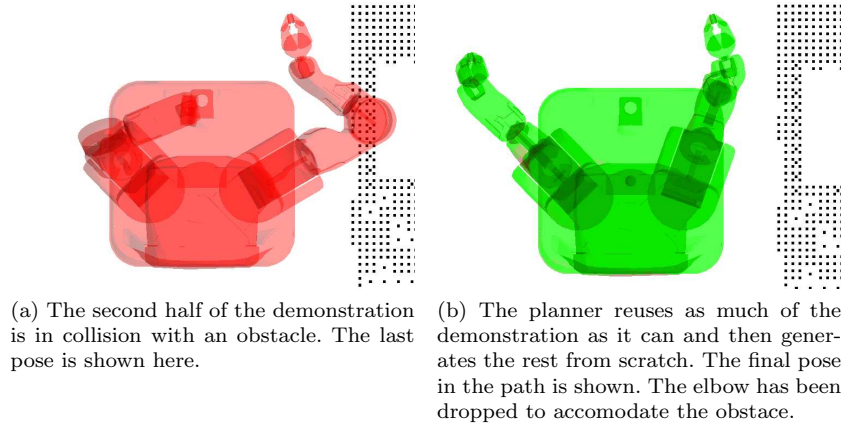 (a) The second half of the demonstration
is in collision with an obstacle. The last
pose is shown here.
(b) The planner reuses as much of the
demonstration as it can and then gener-
ates the rest from scratch. The final pose
in the path is shown. The elbow has been
dropped to accomodate the obstace.